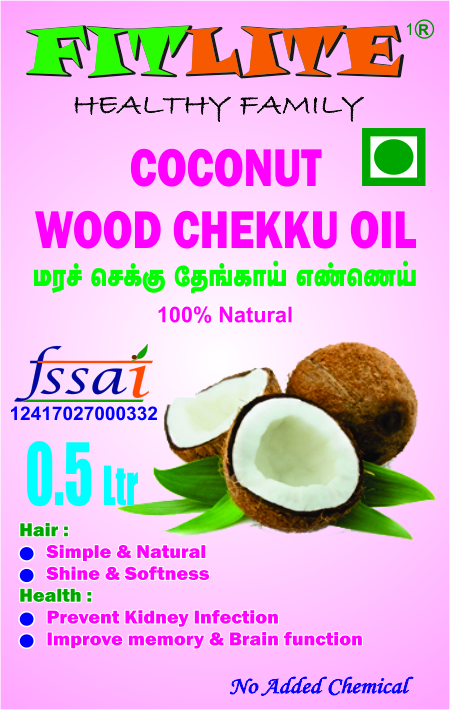 FITLITE 1®
HEALTHY FAMILY
COCONUT
WOOD CHEKKU OIL
மரச் செக்கு தேங்காய் எண்ணெய்
100% Natural
fssai
12417027000332
0.5 Ltr
Hair :
Simple & Natural
Shine & Softness
Health :
Prevent Kidney Infection
Improve memory & Brain function
No Added Chemical